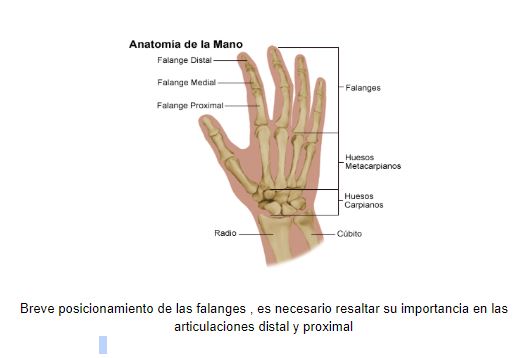 Anatomía de la Mano
Falange Distal
Falange Medial
Falange Proximal
Falanges
Huesos
Metacarpianos
Huesos
Carpianos
Radio
Cúbito
Breve posicionamiento de las falanges , es necesario resaltar su importancia en las
articulaciones distal y proximal